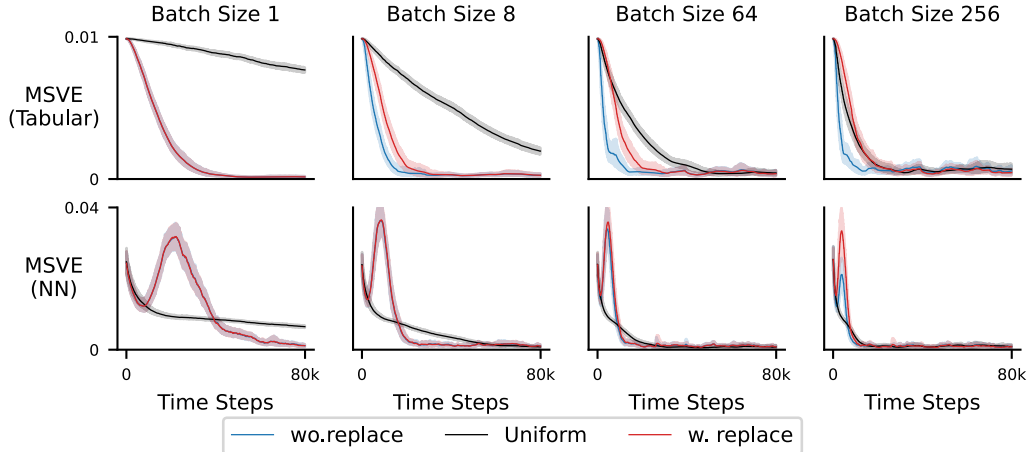 Batch Size 1
Batch Size 8
Batch Size 64
Batch Size 256
0.01
MSVE
(Tabular)
0
0.04
MSVE
(NN)
0
0 80k
0 80k
0 80k
0 80k
Time Steps
Time Steps
Time Steps
Time Steps
wo.replace
Uniform
w. replace